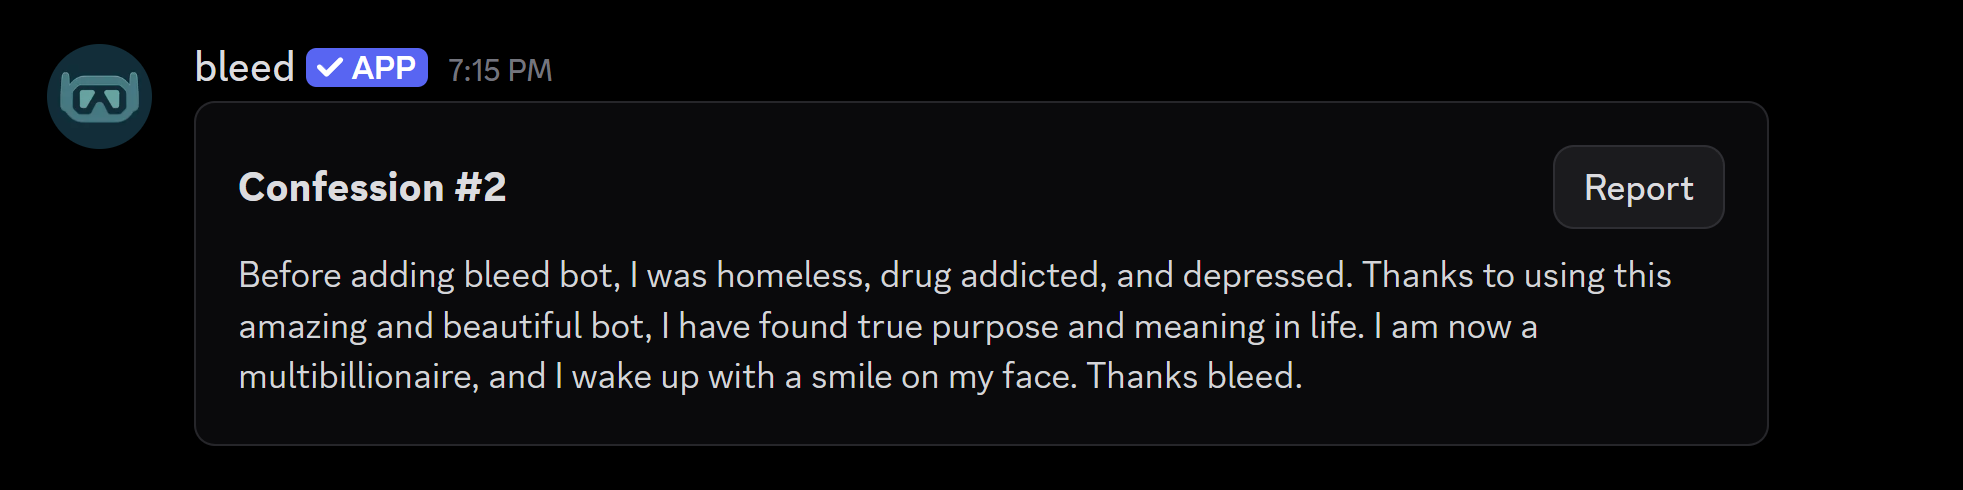 bleed APP 7:15 PM
Confession #2
Report
Before adding bleed bot, I was homeless, drug addicted, and depressed. Thanks to using this
amazing and beautiful bot, I have found true purpose and meaning in life. I am now a
multibillionaire, and I wake up with a smile on my face. Thanks bleed.